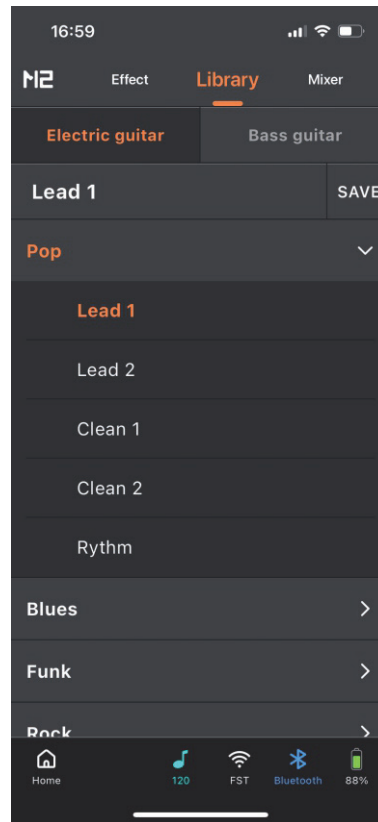 16:59
M2 Effect Library Mixer
Electric guitar Bass guitar
Lead 1 SAVE
Pop
Lead 1
Lead 2
Clean 1
Clean 2
Rythm
Blues
Funk
Rock
Home 120 FST Bluetooth 88%